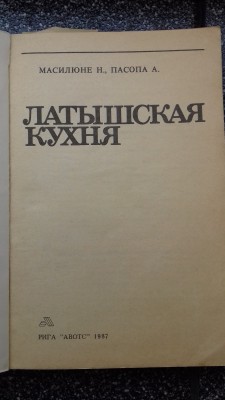 МАСИЛЮНЕ Н., ПАСОПА А.
ЛАТЫШСКАЯ
КУХНЯ
РИГА "АВОТС" 1987